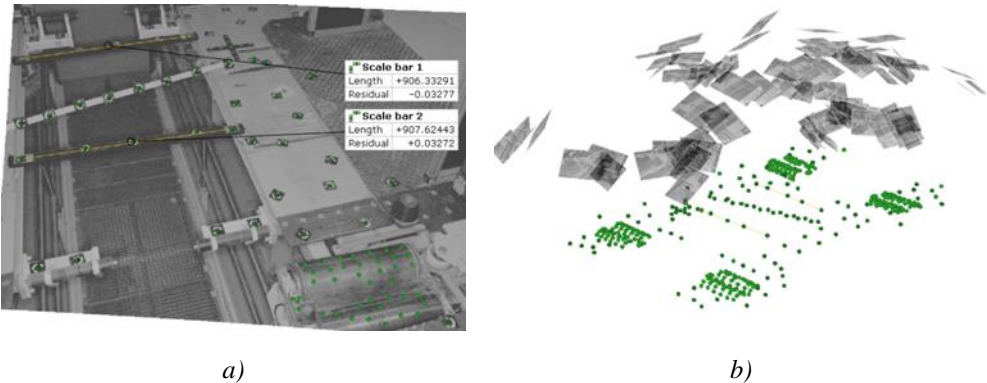 Scale bar 1
Length +906.33291
Residual -0.03277
Scale bar 2
Length +907.62443
Residual +0.03272
a)
b)